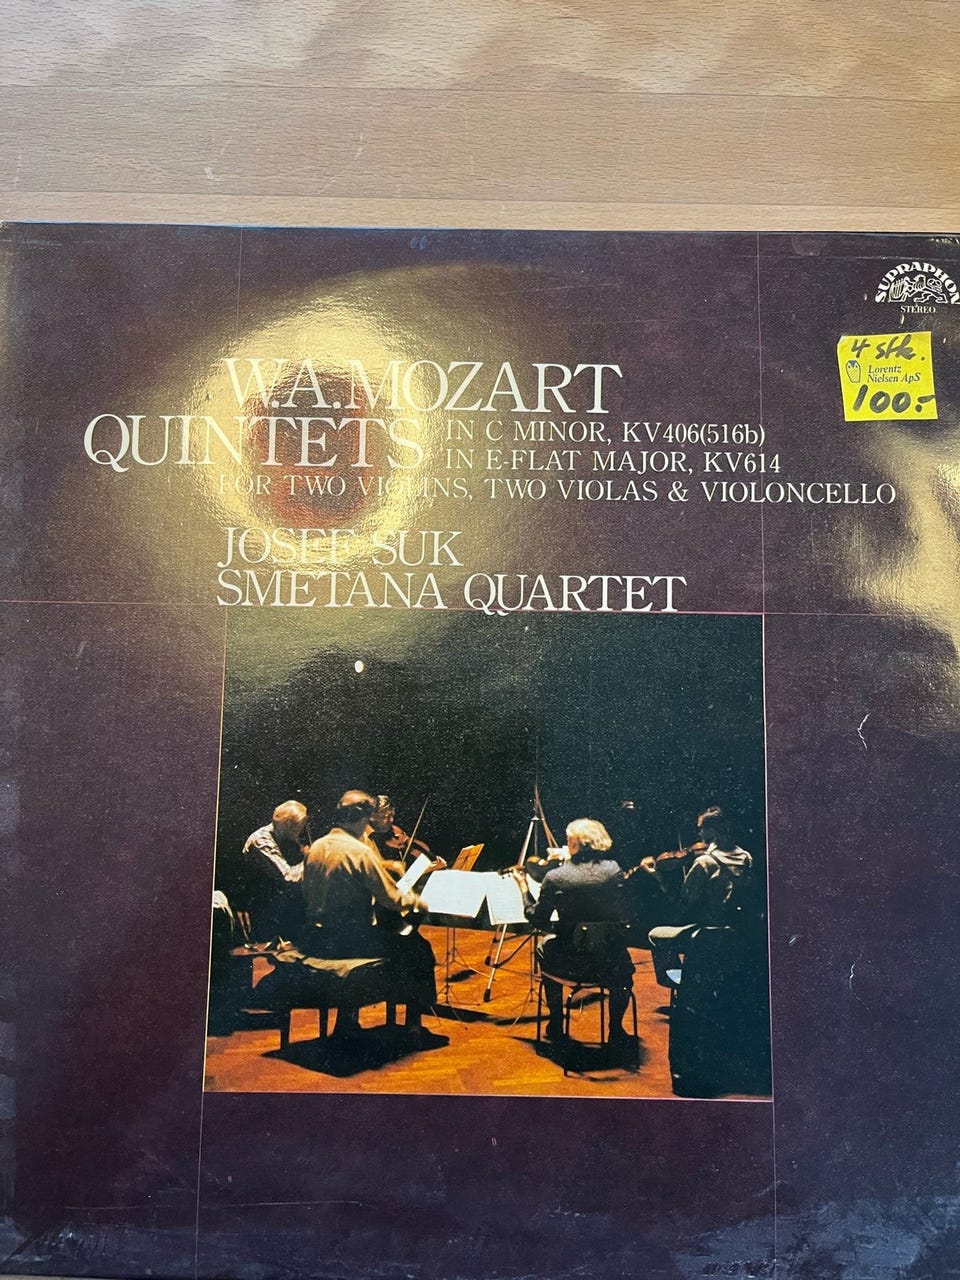 SUPRAPHON
STEREO
4 stk.
Lorentz
Nielsen ApS
100.-
W.A.MOZART
QUINTETS
IN C MINOR, KV406(516b)
IN E-FLAT MAJOR, KV614
FOR TWO VIOLINS, TWO VIOLAS & VIOLONCELLO
JOSEF SUK
SMETANA QUARTET